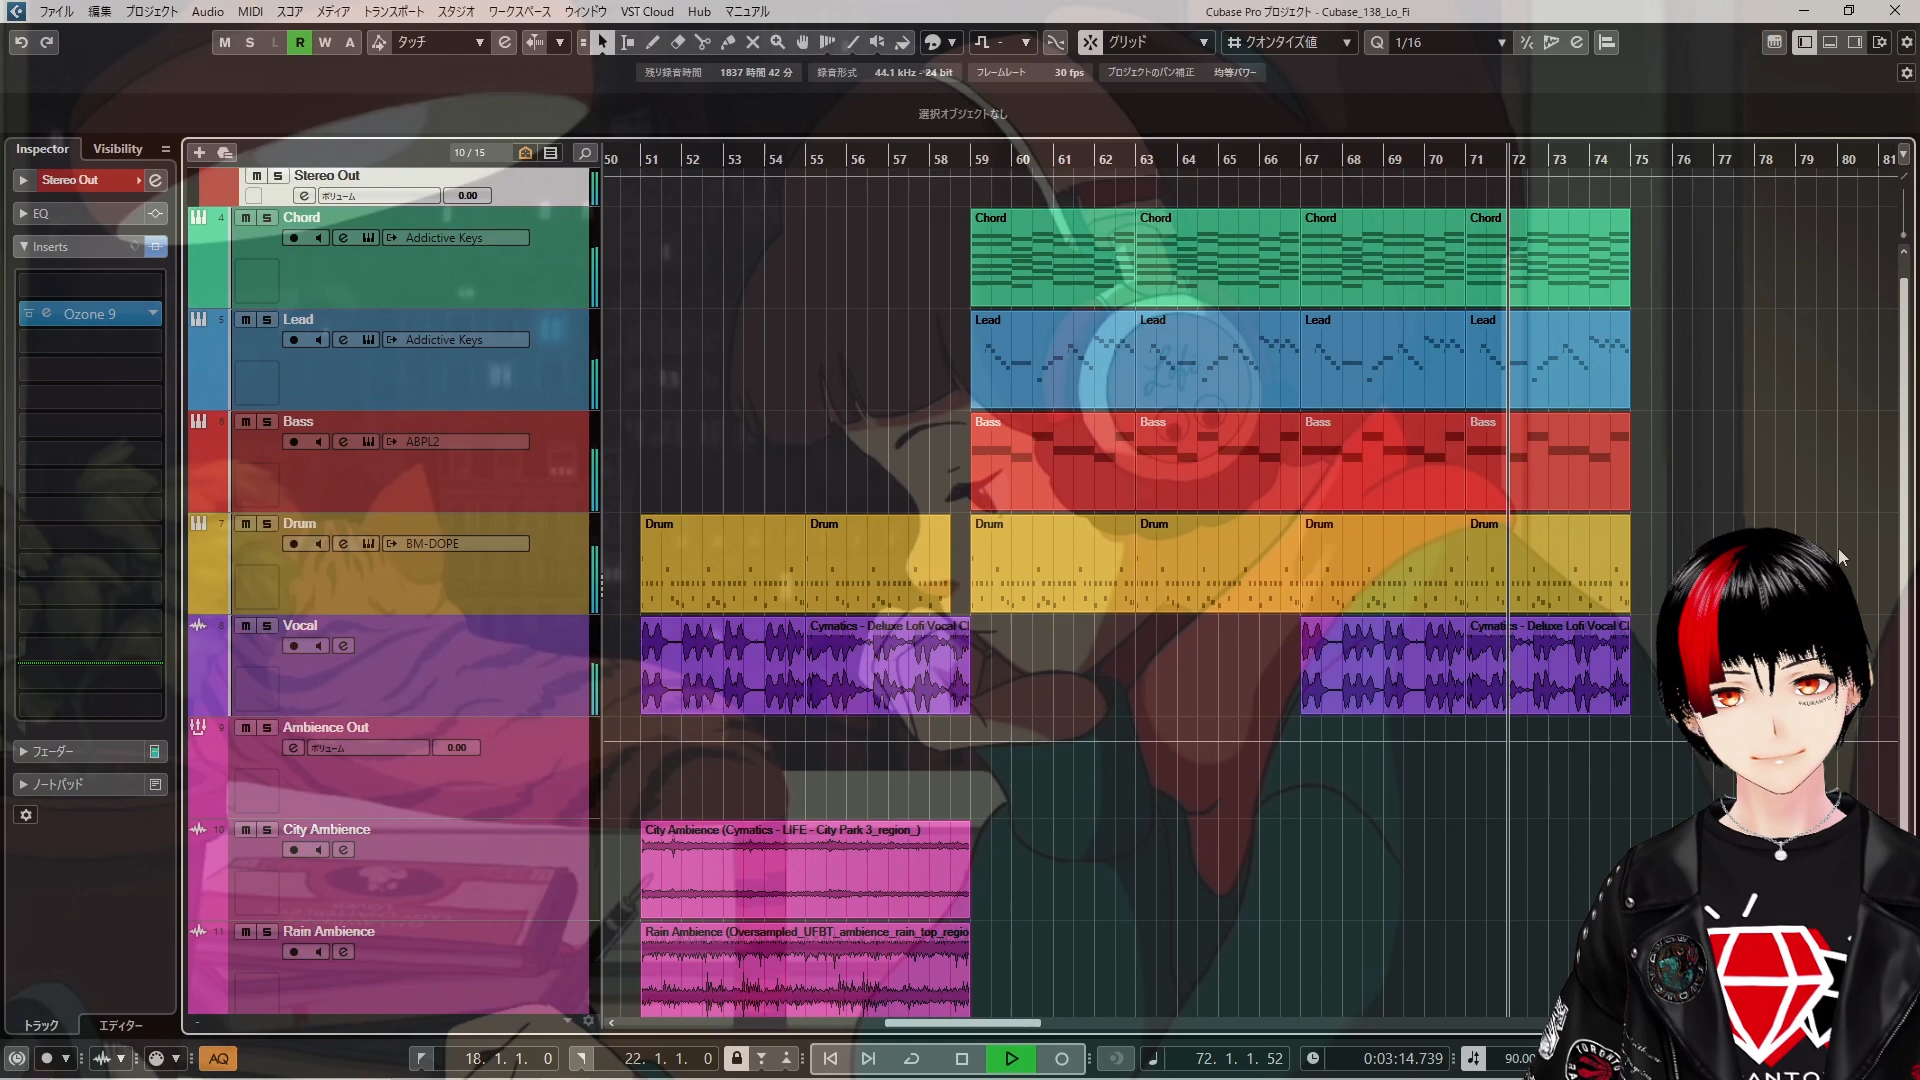 ファイル 編集 プロジェクト Audio MIDI スコア メディア トランスポート スタジオ ワークスペース ウィンドウ VST Cloud Hub マニュアル
Cubase Pro プロジェクト - Cubase_138_Lo_Fi
M S L R W A タッチ グリッド クオンタイズ値 Q 1/16
残り録音時間 1837 時間 42 分 録音形式 44.1 kHz - 24 bit フレームレート 30 fps プロジェクトのパン補正 均等パワー
選択オブジェクトなし
Inspector Visibility
10 / 15
50 51 52 53 54 55 56 57 58 59 60 61 62 63 64 65 66 67 68 69 70 71 72 73 74 75 76 77 78 79 80 81
Stereo Out
m S Stereo Out
ボリューム 0.00
EQ
Inserts
Ozone 9
フェーダー
ノートパッド
トラック エディター
4 m S Chord
Addictive Keys
Chord Chord Chord Chord
5 m S Lead
Addictive Keys
Lead Lead Lead Lead
6 m S Bass
ABPL2
Bass Bass Bass Bass
7 m S Drum
BM-DOPE
Drum Drum Drum Drum Drum Drum
8 m S Vocal
Cymatics - Deluxe Lofi Vocal C
Cymatics - Deluxe Lofi Vocal C
9 m S Ambience Out
ボリューム 0.00
10 m S City Ambience
City Ambience (Cymatics - LIFE - City Park 3_region_)
11 m S Rain Ambience
Rain Ambience (Oversampled_UFBT_ambience_rain_top_regio
AQ
18. 1. 1. 0
22. 1. 1. 0
72. 1. 1. 52
0:03:14.739
90.00